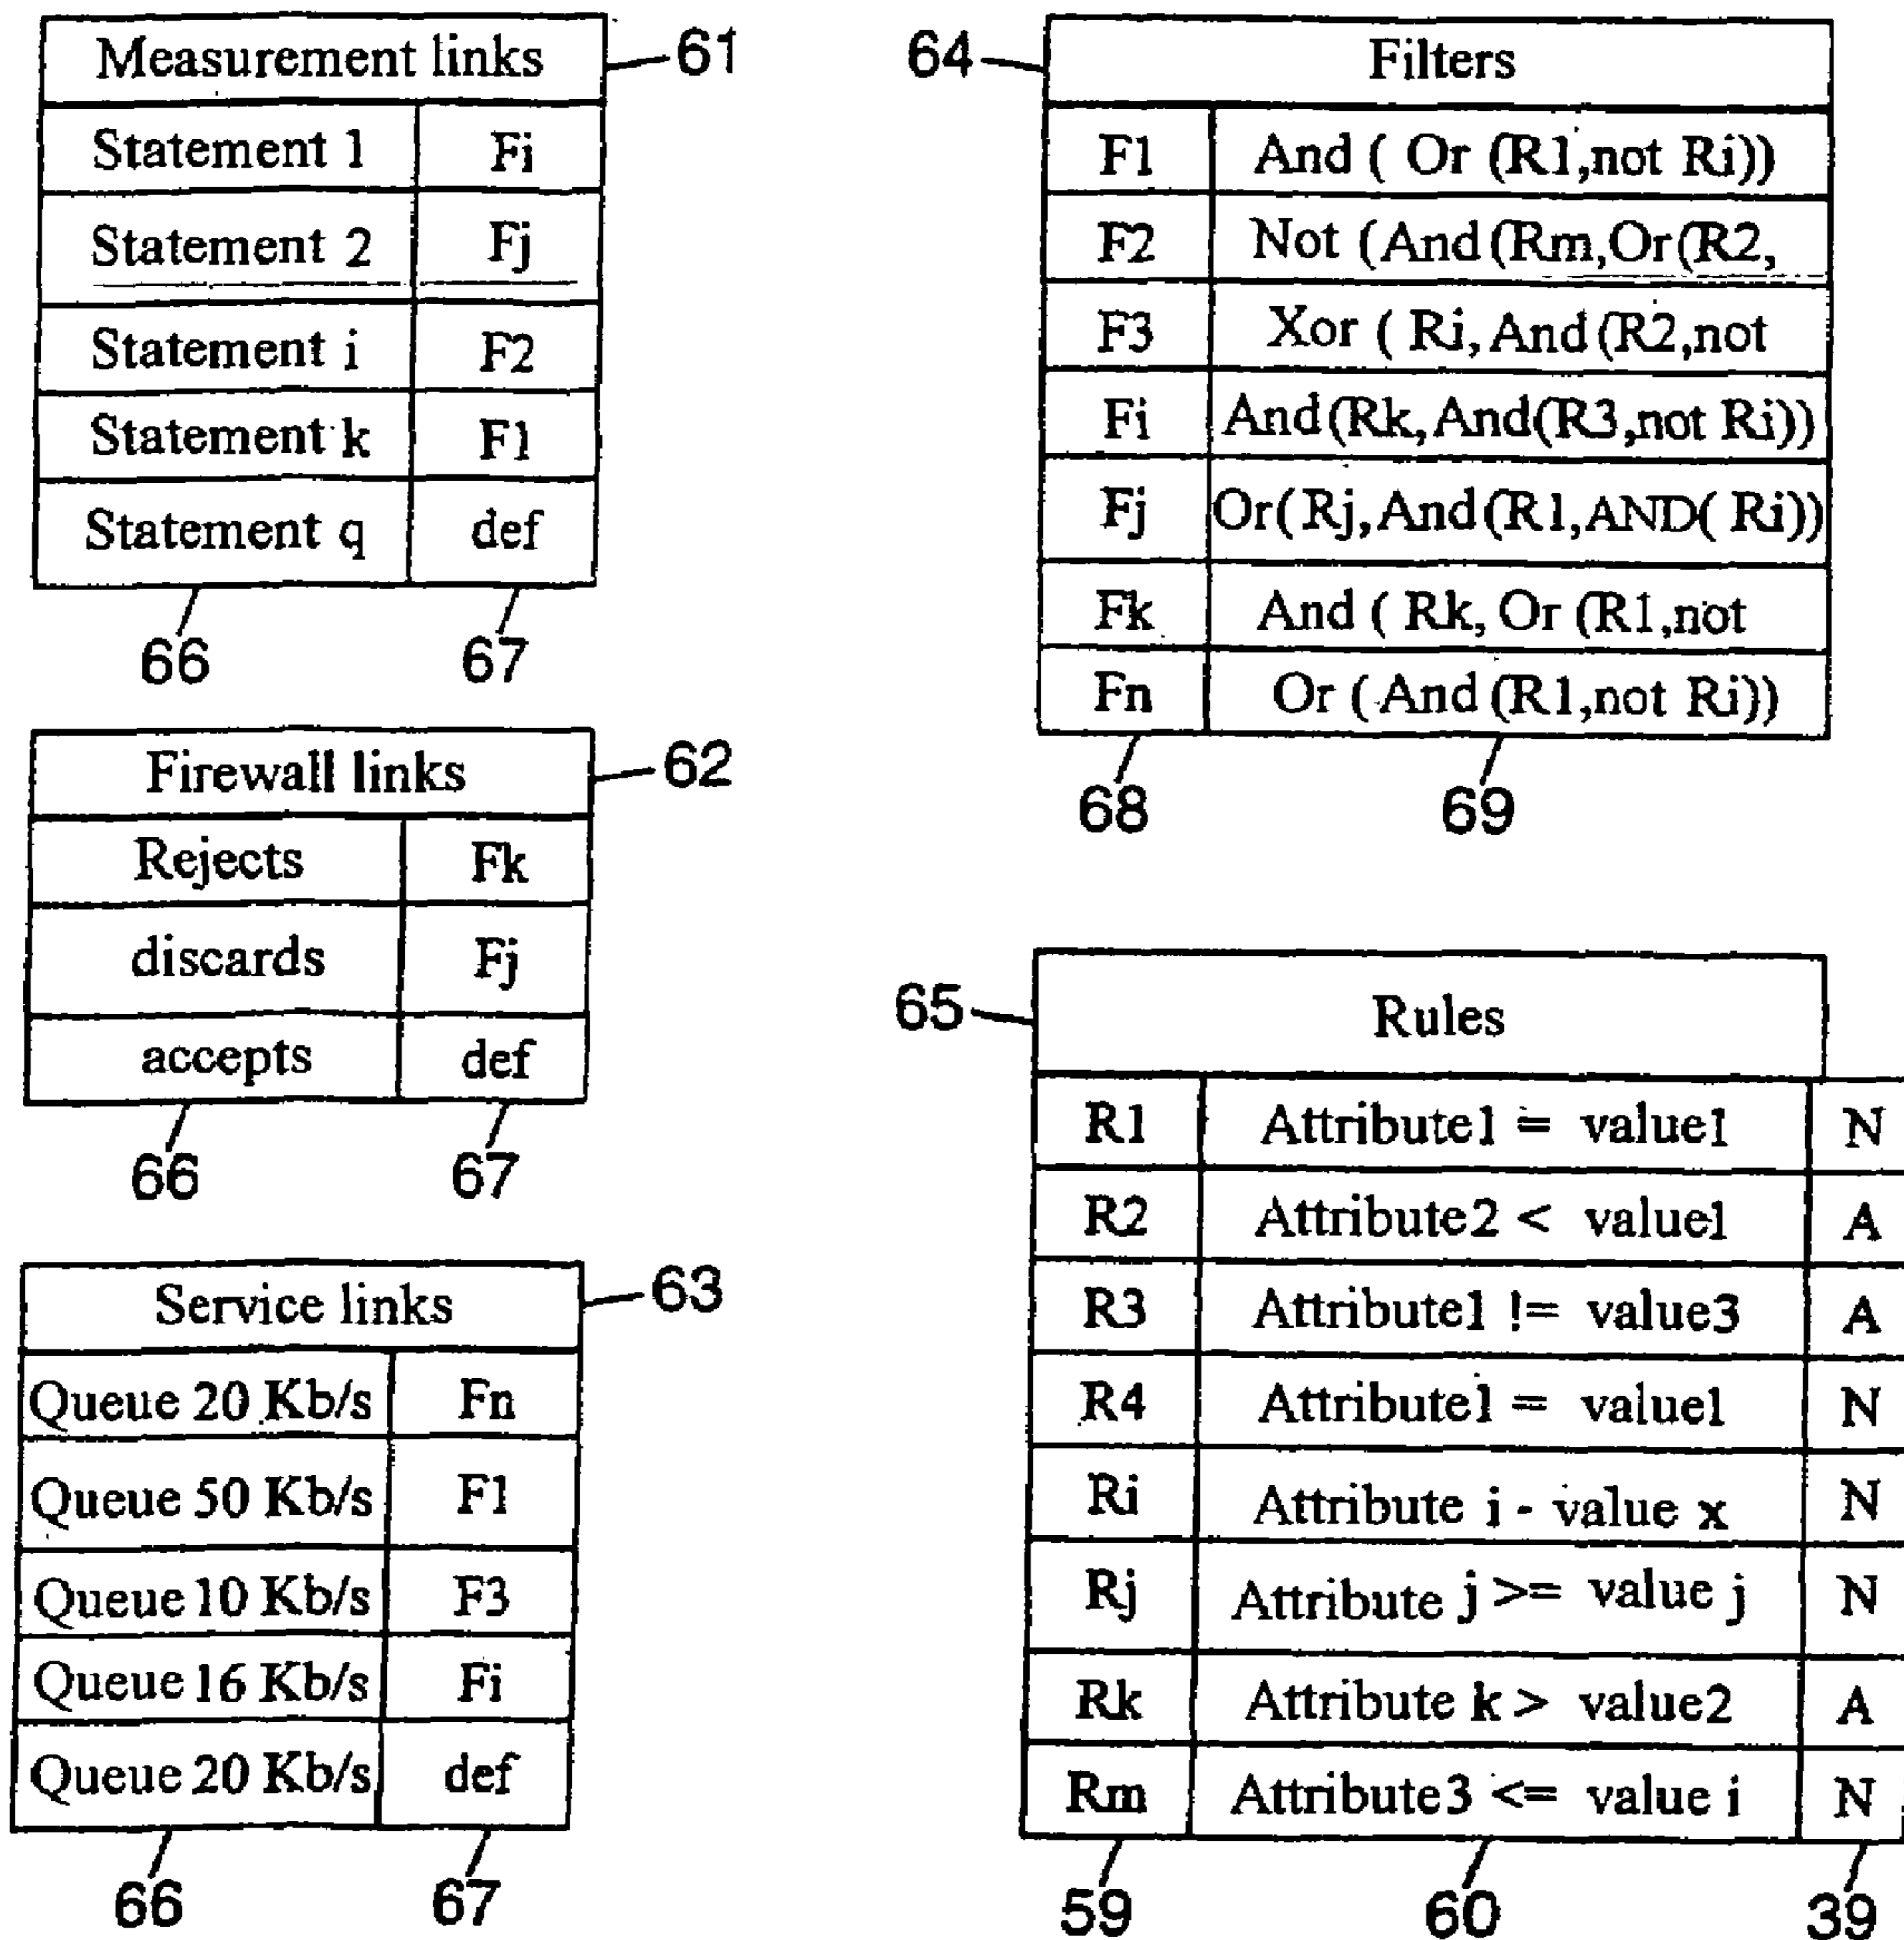 Measurement links
61
Statement 1 Fi
Statement 2 Fj
Statement i F2
Statement k F1
Statement q def
66 67
Firewall links
62
Rejects Fk
discards Fj
accepts def
66 67
Service links
63
Queue 20 Kb/s Fn
Queue 50 Kb/s F1
Queue 10 Kb/s F3
Queue 16 Kb/s Fi
Queue 20 Kb/s def
66 67
64
Filters
F1 And ( Or (R1,not Ri))
F2 Not (And (Rm,Or(R2,
F3 Xor ( Ri, And (R2,not
Fi And (Rk, And(R3,not Ri))
Fj Or( Rj, And (R1,AND( Ri))
Fk And ( Rk, Or (R1,not
Fn Or ( And (R1,not Ri))
68 69
65
Rules
R1 Attribute1 = value1 N
R2 Attribute2 < value1 A
R3 Attribute1 != value3 A
R4 Attribute1 = value1 N
Ri Attribute i - value x N
Rj Attribute j >= value j N
Rk Attribute k > value2 A
Rm Attribute3 <= value i N
59 60 39